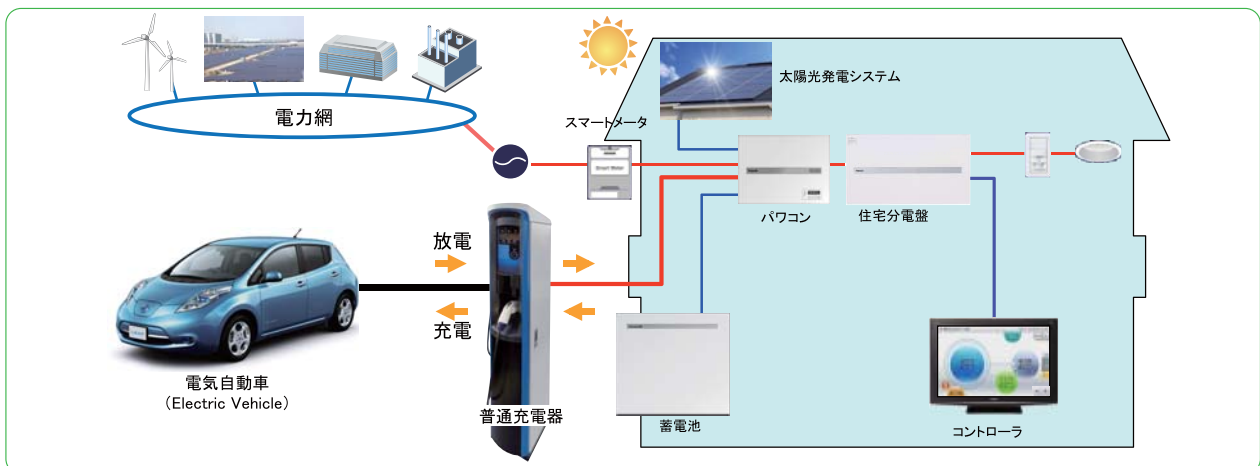 電力網
スマートメータ
Smart Meter
太陽光発電システム
パワコン
住宅分電盤
放電
充電
電気自動車
(Electric Vehicle)
普通充電器
蓄電池
コントローラ